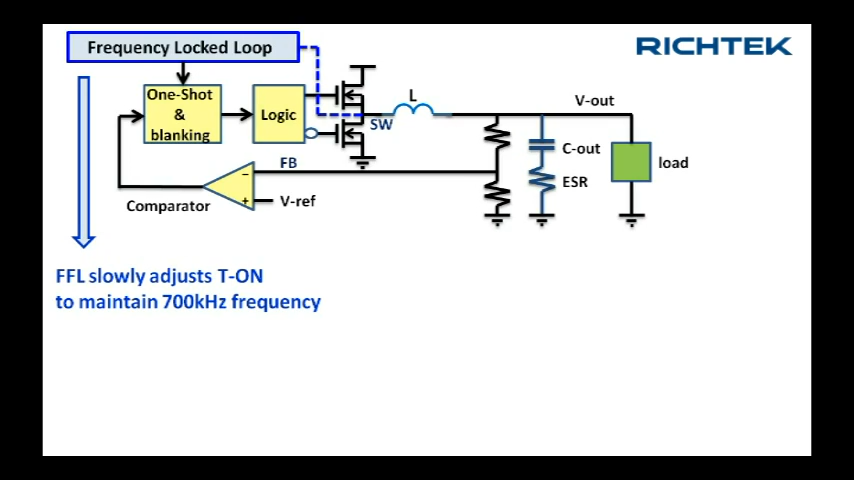 Frequency Locked Loop
RICHTEK
One-Shot
&
blanking
Logic
L
V-out
SW
C-out
FB
load
ESR
−
+
V-ref
Comparator
FFL slowly adjusts T-ON
to maintain 700kHz frequency